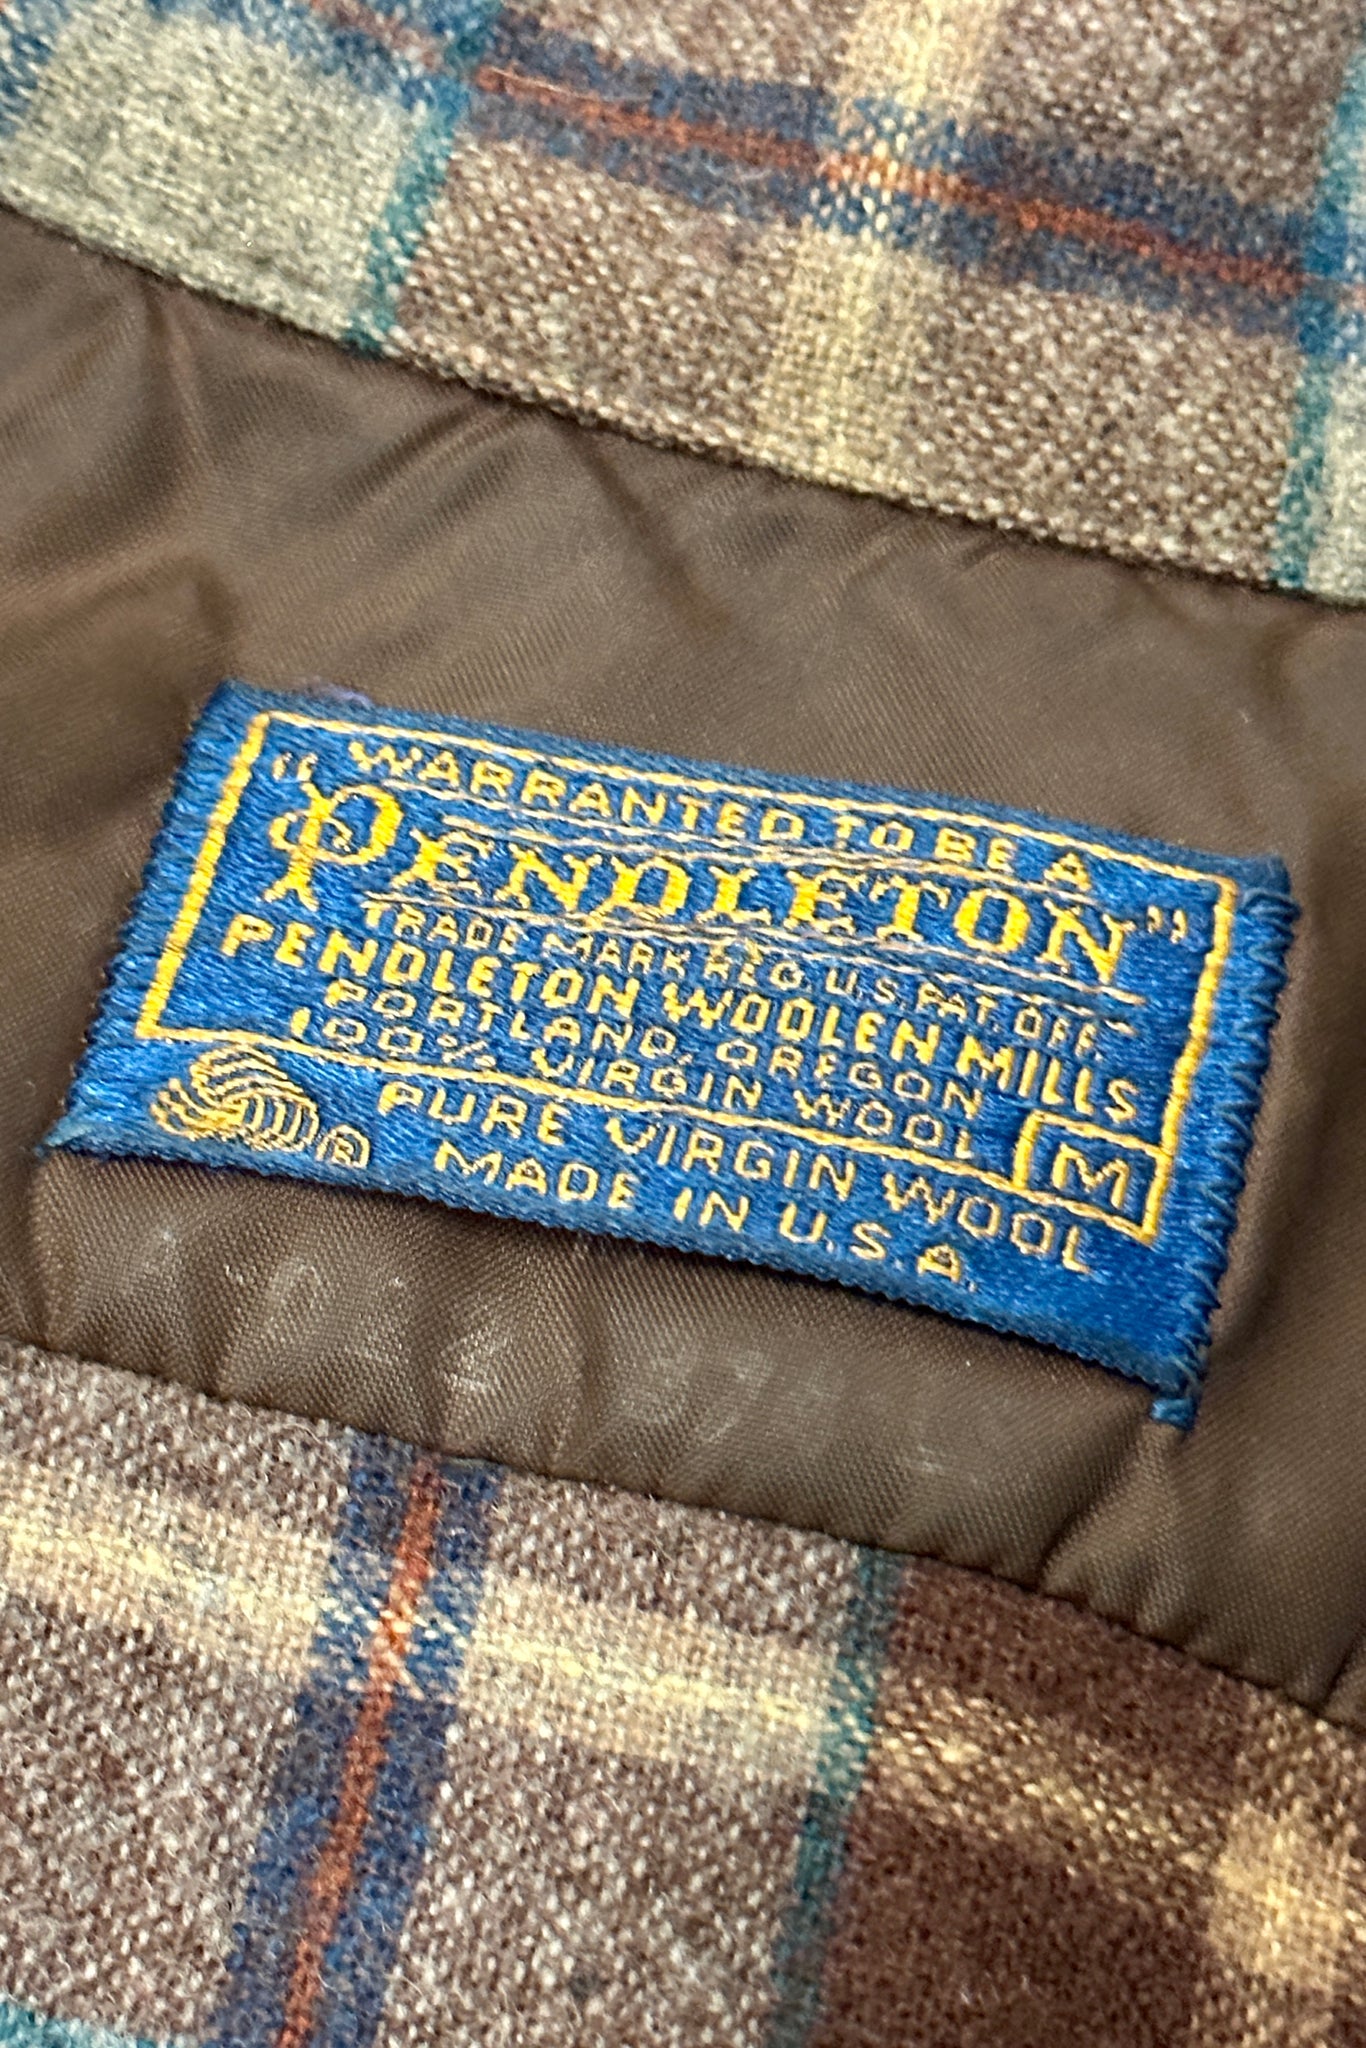 "WARRANTED TO BE A
PENDLETON"
TRADE MARK REG. U.S. PAT. OFF.
PENDLETON WOOLEN MILLS
PORTLAND, OREGON
100% VIRGIN WOOL
M
® PURE VIRGIN WOOL
MADE IN U.S.A.